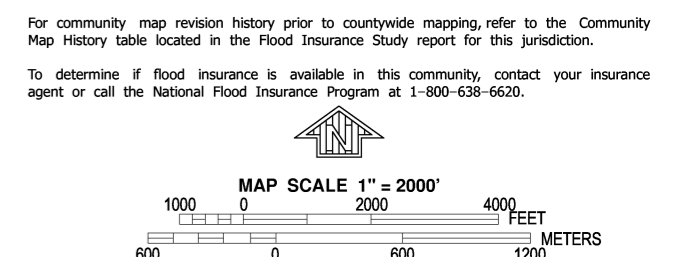 For community map revision history prior to countywide mapping, refer to the Community
Map History table located in the Flood Insurance Study report for this jurisdiction.
To determine if flood insurance is available in this community, contact your insurance
agent or call the National Flood Insurance Program at 1-800-638-6620.
N
MAP SCALE 1" = 2000'
1000 0 2000 4000
FEET
METERS
600 0 600 1200